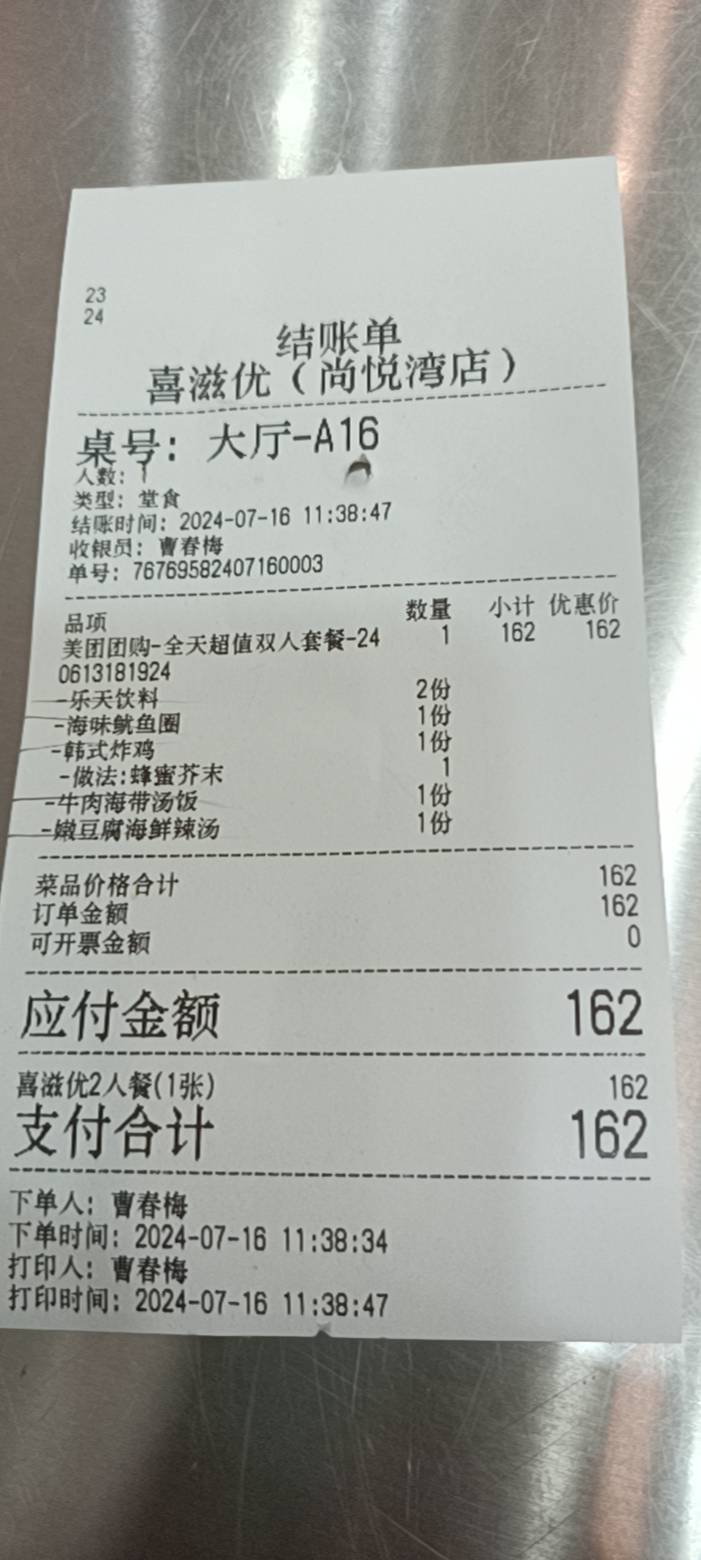 23
24
结账单
喜滋优（尚悦湾店）
桌号：大厅-A16
人数：1
类型：堂食
结账时间：2024-07-16 11:38:47
收银员：曹春梅
单号：76769582407160003
品项 数量 小计 优惠价
美团团购-全天超值双人套餐-24 1 162 162
0613181924
-乐天饮料 2份
-海味鱿鱼圈 1份
-韩式炸鸡 1份
-做法:蜂蜜芥末 1
-牛肉海带汤饭 1份
-嫩豆腐海鲜辣汤 1份
菜品价格合计 162
订单金额 162
可开票金额 0
应付金额 162
喜滋优2人餐(1张) 162
支付合计 162
下单人：曹春梅
下单时间：2024-07-16 11:38:34
打印人：曹春梅
打印时间：2024-07-16 11:38:47